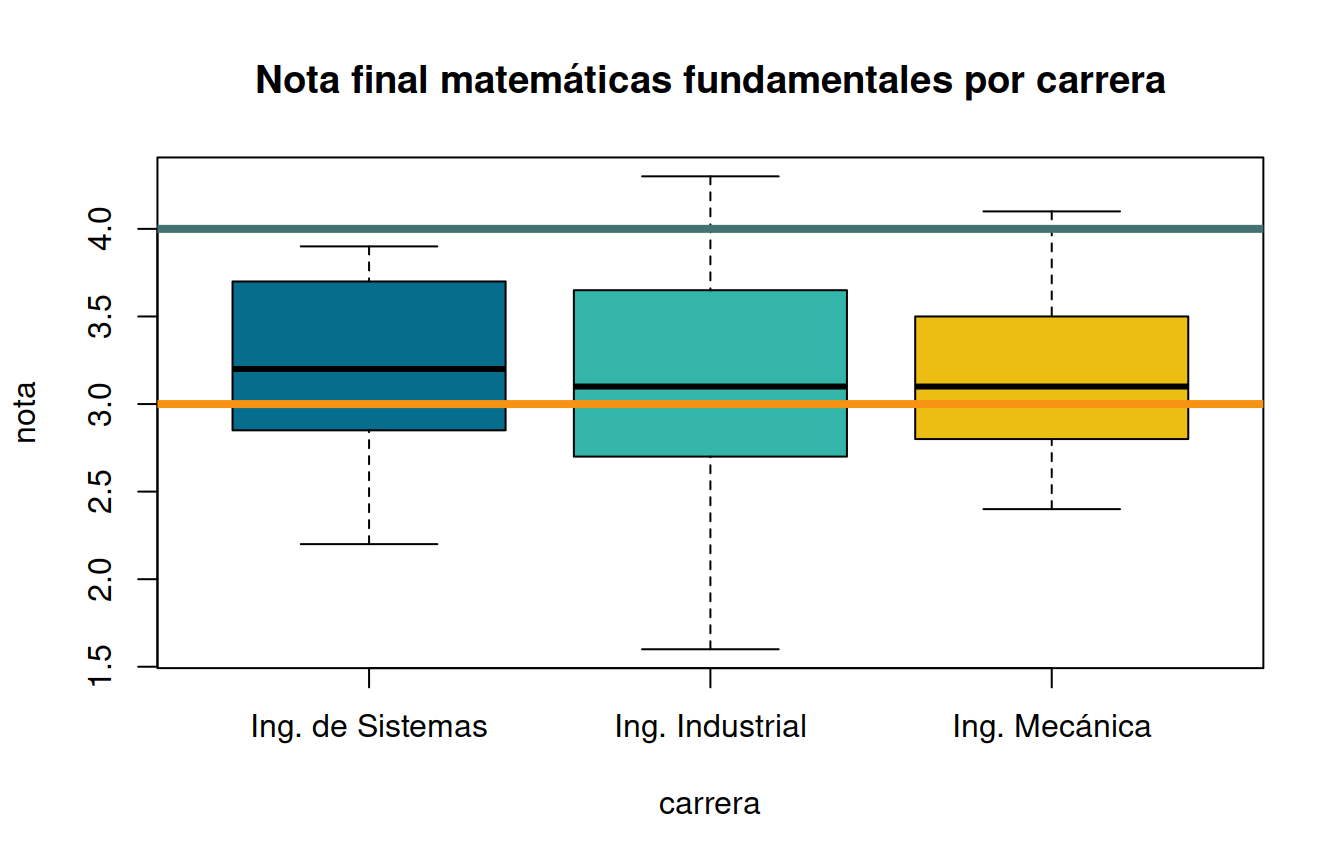 Nota final matemáticas fundamentales por carrera
4.0
3.5
3.0
2.5
2.0
1.5
nota
Ing. de Sistemas
Ing. Industrial
Ing. Mecánica
carrera